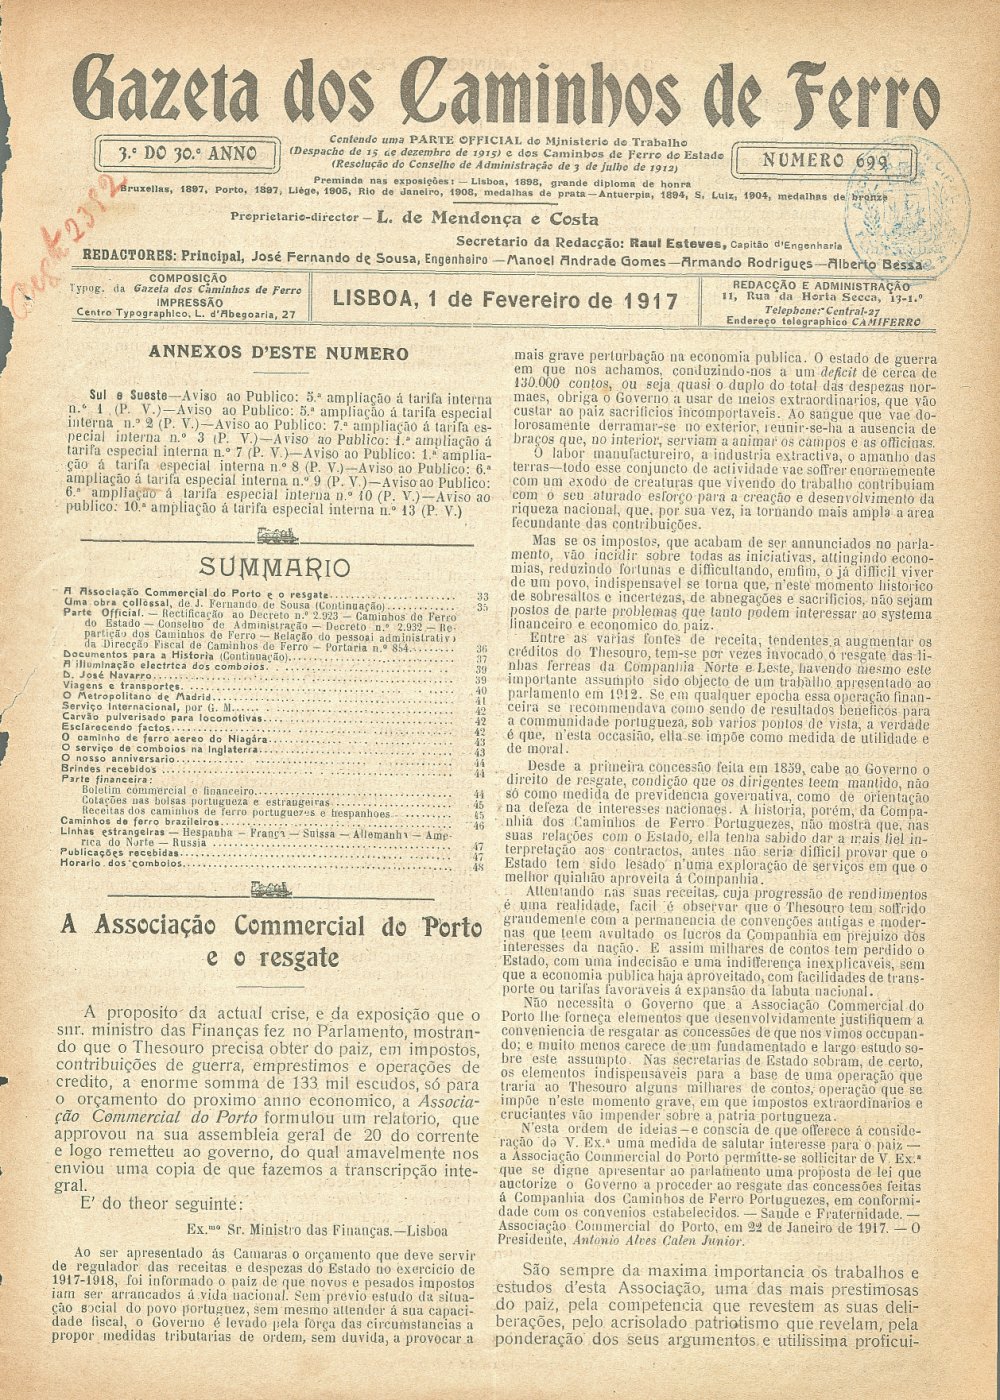 Gazeta dos Caminhos de Ferro
3.º DO 30.º ANNO
Contendo uma PARTE OFFICIAL do Ministerio do Trabalho
(Despacho de 15 de dezembro de 1915) e dos Caminhos de Ferro do Estado
(Resolução do Conselho de Administração de 3 de julho de 1912)
NUMERO 699
Premiada nas exposições: — Lisboa, 1898, grande diploma de honra
Bruxellas, 1897, Porto, 1897, Liége, 1905, Rio de Janeiro, 1908, medalhas de prata — Antuerpia, 1894, S. Luiz, 1904, medalhas de bronze
Proprietario-director — L. de Mendonça e Costa
Secretario da Redacção: Raul Esteves, Capitão d'Engenharia
REDACTORES: Principal, José Fernando de Sousa, Engenheiro — Manoel Andrade Gomes — Armando Rodrigues — Alberto Bessa
COMPOSIÇÃO
Typog. da Gazeta dos Caminhos de Ferro
IMPRESSÃO
Centro Typographico, L. d'Abegoaria, 27
LISBOA, 1 de Fevereiro de 1917
REDACÇÃO E ADMINISTRAÇÃO
11, Rua da Horta Secca, 13-1.º
Telephone: Central-27
Endereço telegraphico CAMIFERRO
ANNEXOS D'ESTE NUMERO
Sul e Sueste—Aviso ao Publico: 5.ª ampliação á tarifa interna
n.º 1 (P. V.)—Aviso ao Publico: 5.ª ampliação á tarifa especial
interna n.º 2 (P. V.)—Aviso ao Publico: 7.ª ampliação á tarifa es-
pecial interna n.º 3 (P. V.)—Aviso ao Publico: 1.ª ampliação á
tarifa especial interna n.º 7 (P. V.)—Aviso ao Publico: 1.ª amplia-
ção á tarifa especial interna n.º 8 (P. V.)—Aviso ao Publico: 6.ª
ampliação á tarifa especial interna n.º 9 (P. V.)—Aviso ao Publico:
6.ª ampliação á tarifa especial interna n.º 10 (P. V.)—Aviso ao
publico: 10.ª ampliação á tarifa especial interna n.º 13 (P. V.)
SUMMARIO
A Associação Commercial do Porto e o resgate 33
Uma obra collossal, de J. Fernando de Sousa (Continuação) 35
Parte Official. — Rectificação ao Decreto n.º 2.923 — Caminhos de Ferro
do Estado — Conselho de Administração — Decreto n.º 2.932 — Re-
partição dos Caminhos de Ferro — Relação do pessoal administrativo
da Direcção Fiscal de Caminhos de Ferro — Portaria n.º 854 36
Documentos para a Historia (Continuação) 37
A illuminação electrica dos comboios 39
D. José Navarro 39
Viagens e transportes 40
O Metropolitano de Madrid 41
Serviço Internacional, por G. M. 42
Carvão pulverisado para locomotivas 42
Esclarecendo factos 42
O caminho de ferro aereo do Niagára 43
O serviço de comboios na Inglaterra 43
O nosso anniversario 44
Brindes recebidos 44
Parte financeira:
Boletim commercial e financeiro 44
Cotações nas bolsas portugueza e estrangeiras 45
Receitas dos caminhos de ferro portuguezes e hespanhoes 45
Caminhos de ferro brazileiros 46
Linhas estrangeiras — Hespanha — França — Suissa — Allemanha — Ame-
rica do Norte — Russia 47
Publicações recebidas 47
Horario dos comboios 48
A Associação Commercial do Porto
e o resgate
A proposito da actual crise, e da exposição que o
snr. ministro das Finanças fez no Parlamento, mostran-
do que o Thesouro precisa obter do paiz, em impostos,
contribuições de guerra, emprestimos e operações de
credito, a enorme somma de 133 mil escudos, só para
o orçamento do proximo anno economico, a Associa-
ção Commercial do Porto formulou um relatorio, que
approvou na sua assembleia geral de 20 do corrente
e logo remetteu ao governo, do qual amavelmente nos
enviou uma copia de que fazemos a transcripção inte-
gral.
E' do theor seguinte:
Ex.mo Sr. Ministro das Finanças.—Lisboa
Ao ser apresentado ás Camaras o orçamento que deve servir
de regulador das receitas e despezas do Estado no exercicio de
1917-1918, foi informado o paiz de que novos e pesados impostos
iam ser arrancados á vida nacional. Sem previo estudo da situa-
ção social do povo portuguez, sem mesmo attender á sua capaci-
dade fiscal, o Governo é levado pela fôrça das circumstancias a
propor medidas tributarias de ordem, sem duvida, a provocar a
mais grave perturbação na economia publica. O estado de guerra
em que nos achamos, conduzindo-nos a um deficit de cerca de
130.000 contos, ou seja quasi o duplo do total das despezas nor-
maes, obriga o Governo a usar de meios extraordinarios, que vão
custar ao paiz sacrificios incomportaveis. Ao sangue que vae do-
lorosamente derramar-se no exterior, reunir-se-ha a ausencia de
braços que, no interior, serviam a animar os campos e as officinas.
O labor manufactureiro, a industria extractiva, o amanho das
terras—todo esse conjuncto de actividade vae soffrer enormemente
com um exodo de creaturas que vivendo do trabalho contribuiam
com o seu aturado esforço para a creação e desenvolvimento da
riqueza nacional, que, por sua vez, ia tornando mais ampla a area
fecundante das contribuições.
Mas se os impostos, que acabam de ser annunciados no parla-
mento, vão incidir sobre todas as iniciativas, attingindo econo-
mias, reduzindo fortunas e difficultando, emfim, o já difficil viver
de um povo, indispensavel se torna que, n'este momento historico
de sobresaltos e incertezas, de abnegações e sacrificios, não sejam
postos de parte problemas que tanto podem interessar ao systema
financeiro e economico do paiz.
Entre as varias fontes de receita, tendentes a augmentar os
créditos do Thesouro, tem-se por vezes invocado o resgate das li-
nhas ferreas da Companhia Norte e Leste, havendo mesmo este
importante assumpto sido objecto de um trabalho apresentado ao
parlamento em 1912. Se em qualquer epocha essa operação finan-
ceira se recommendava como sendo de resultados beneficos para
a communidade portugueza, sob varios pontos de vista, a verdade
é que, n'esta occasião, ella se impõe como medida de utilidade e
de moral.
Desde a primeira concessão feita em 1859, cabe ao Governo o
direito de resgate, condição que os dirigentes teem mantido, não
só como medida de previdencia governativa, como de orientação
na defeza de interesses nacionaes. A historia, porém, da Compa-
nhia dos Caminhos de Ferro Portuguezes, não mostra que, nas
suas relações com o Estado, ella tenha sabido dar a mais fiel in-
terpretação aos contractos, antes não seria difficil provar que o
Estado tem sido lesado n'uma exploração de serviços em que o
melhor quinhão aproveita á Companhia.
Attentando nas suas receitas, cuja progressão de rendimentos
é uma realidade, facil é observar que o Thesouro tem soffrido
grandemente com a permanencia de convenções antigas e moder-
nas que teem avultado os lucros da Companhia em prejuizo dos
interesses da nação. E assim milhares de contos tem perdido o
Estado, com uma indecisão e uma indifferença inexplicaveis, sem
que a economia publica haja aproveitado, com facilidades de trans-
porte ou tarifas favoraveis á expansão da labuta nacional.
Não necessita o Governo que a Associação Commercial do
Porto lhe forneça elementos que desenvolvidamente justifiquem a
conveniencia de resgatar as concessões de que nos vimos occupan-
do; e muito menos carece de um fundamentado e largo estudo so-
bre este assumpto. Nas secretarias de Estado sobram, de certo,
os elementos indispensaveis para a base de uma operação que
traria ao Thesouro alguns milhares de contos, operação que se
impõe n'este momento grave, em que impostos extraordinarios e
cruciantes vão impender sobre a patria portugueza.
N'esta ordem de ideias—e conscia de que offerece á conside-
ração de V. Ex.ª uma medida de salutar interesse para o paiz—
a Associação Commercial do Porto permitte-se sollicitar de V. Ex.ª
que se digne apresentar ao parlamento uma proposta de lei que
auctorize o Governo a proceder ao resgate das concessões feitas
á Companhia dos Caminhos de Ferro Portuguezes, em conformi-
dade com os convenios estabelecidos. — Saude e Fraternidade. —
Associação Commercial do Porto, em 22 de Janeiro de 1917. — O
Presidente, Antonio Alves Calen Junior.
São sempre da maxima importancia os trabalhos e
estudos d'esta Associação, uma das mais prestimosas
do paiz, pela competencia que revestem as suas deli-
berações, pelo acrisolado patriotismo que revelam, pela
ponderação dos seus argumentos e utilissima proficui-